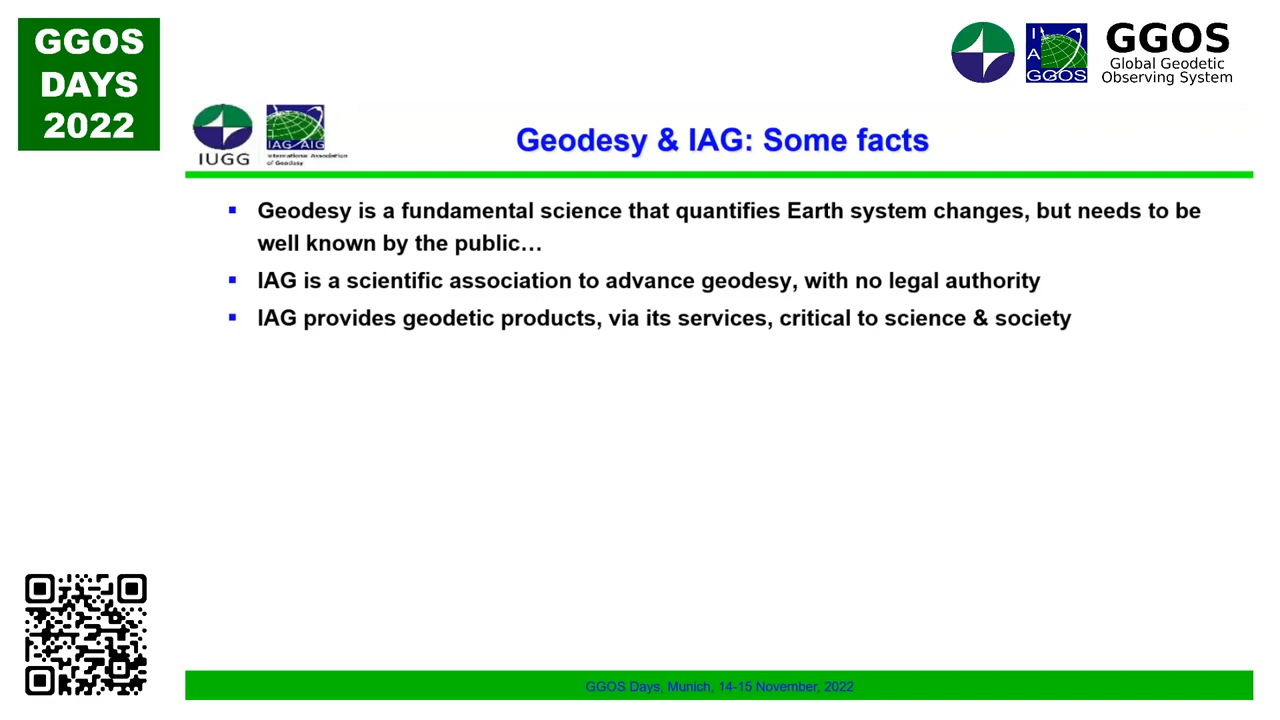 GGOS
DAYS
2022
I
A
GGOS
GGOS
Global Geodetic
Observing System
IUGG
IAG AIG
International Association
of Geodesy
Geodesy & IAG: Some facts
▪ Geodesy is a fundamental science that quantifies Earth system changes, but needs to be
well known by the public…
▪ IAG is a scientific association to advance geodesy, with no legal authority
▪ IAG provides geodetic products, via its services, critical to science & society
GGOS Days, Munich, 14-15 November, 2022